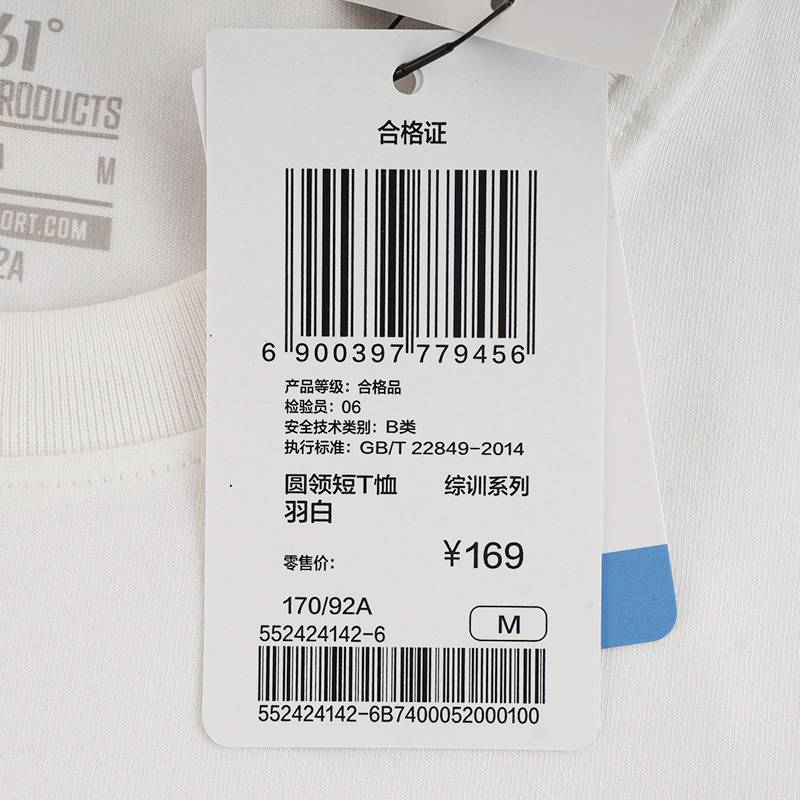 61°
PRODUCTS
M
ORT.COM
2A
合格证
6 900397 779456
产品等级：合格品
检验员：06
安全技术类别：B类
执行标准：GB/T 22849-2014
圆领短T恤 综训系列
羽白
零售价： ¥169
170/92A
552424142-6 M
552424142-6B7400052000100